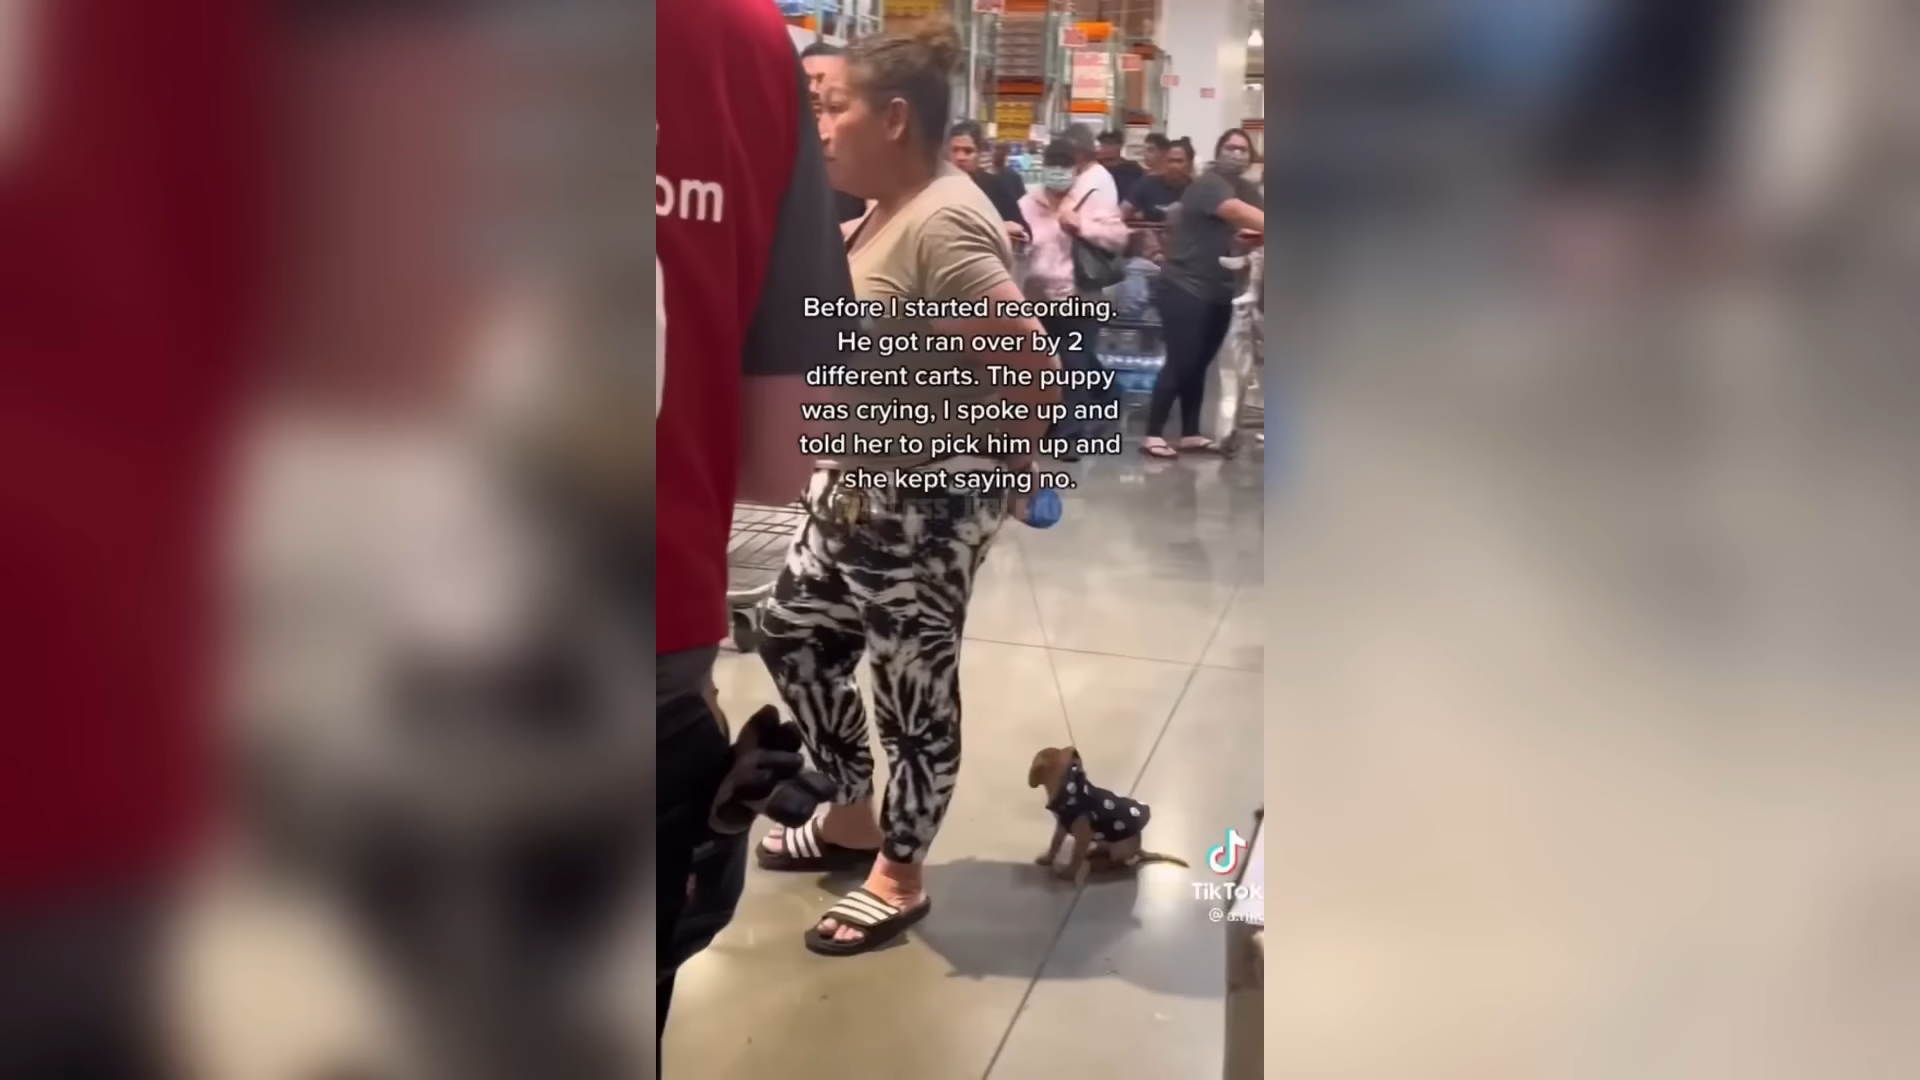 om
Before I started recording.
He got ran over by 2
different carts. The puppy
was crying, I spoke up and
told her to pick him up and
she kept saying no.
TikTok